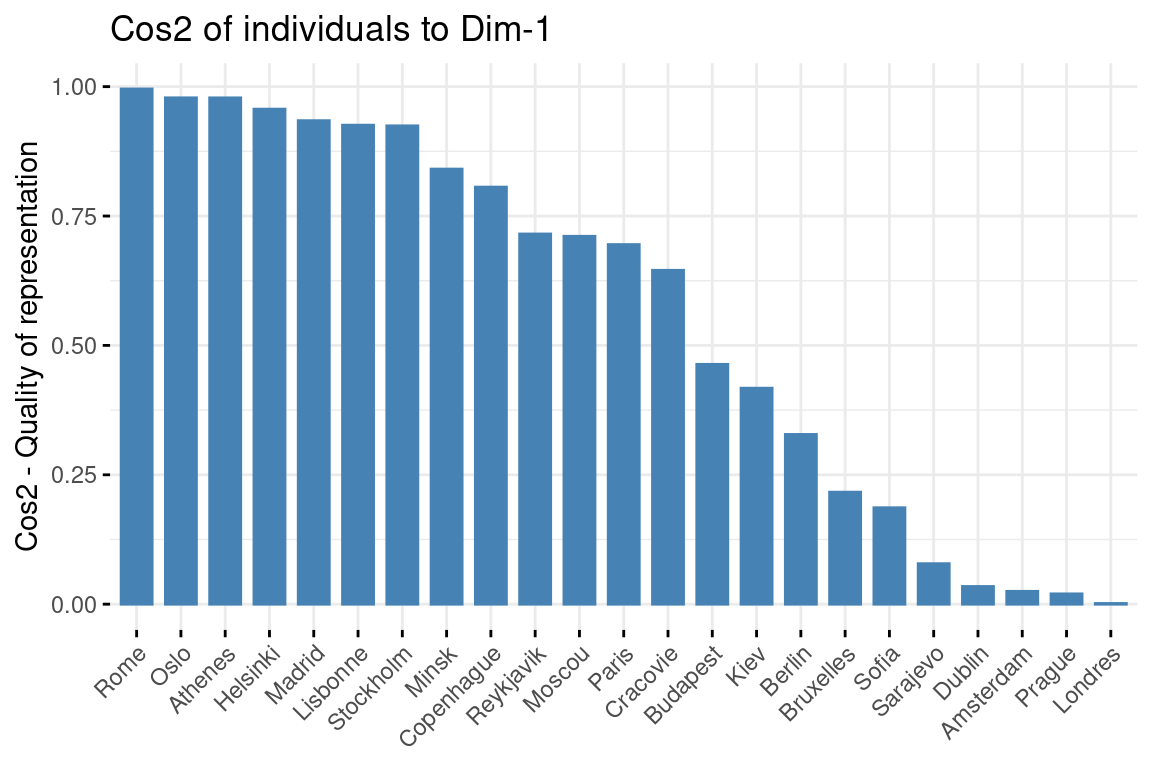 Cos2 of individuals to Dim-1
Cos2 - Quality of representation
1.00
0.75
0.50
0.25
0.00
Rome
Oslo
Athenes
Helsinki
Madrid
Lisbonne
Stockholm
Minsk
Copenhague
Reykjavik
Moscou
Paris
Cracovie
Budapest
Kiev
Berlin
Bruxelles
Sofia
Sarajevo
Dublin
Amsterdam
Prague
Londres